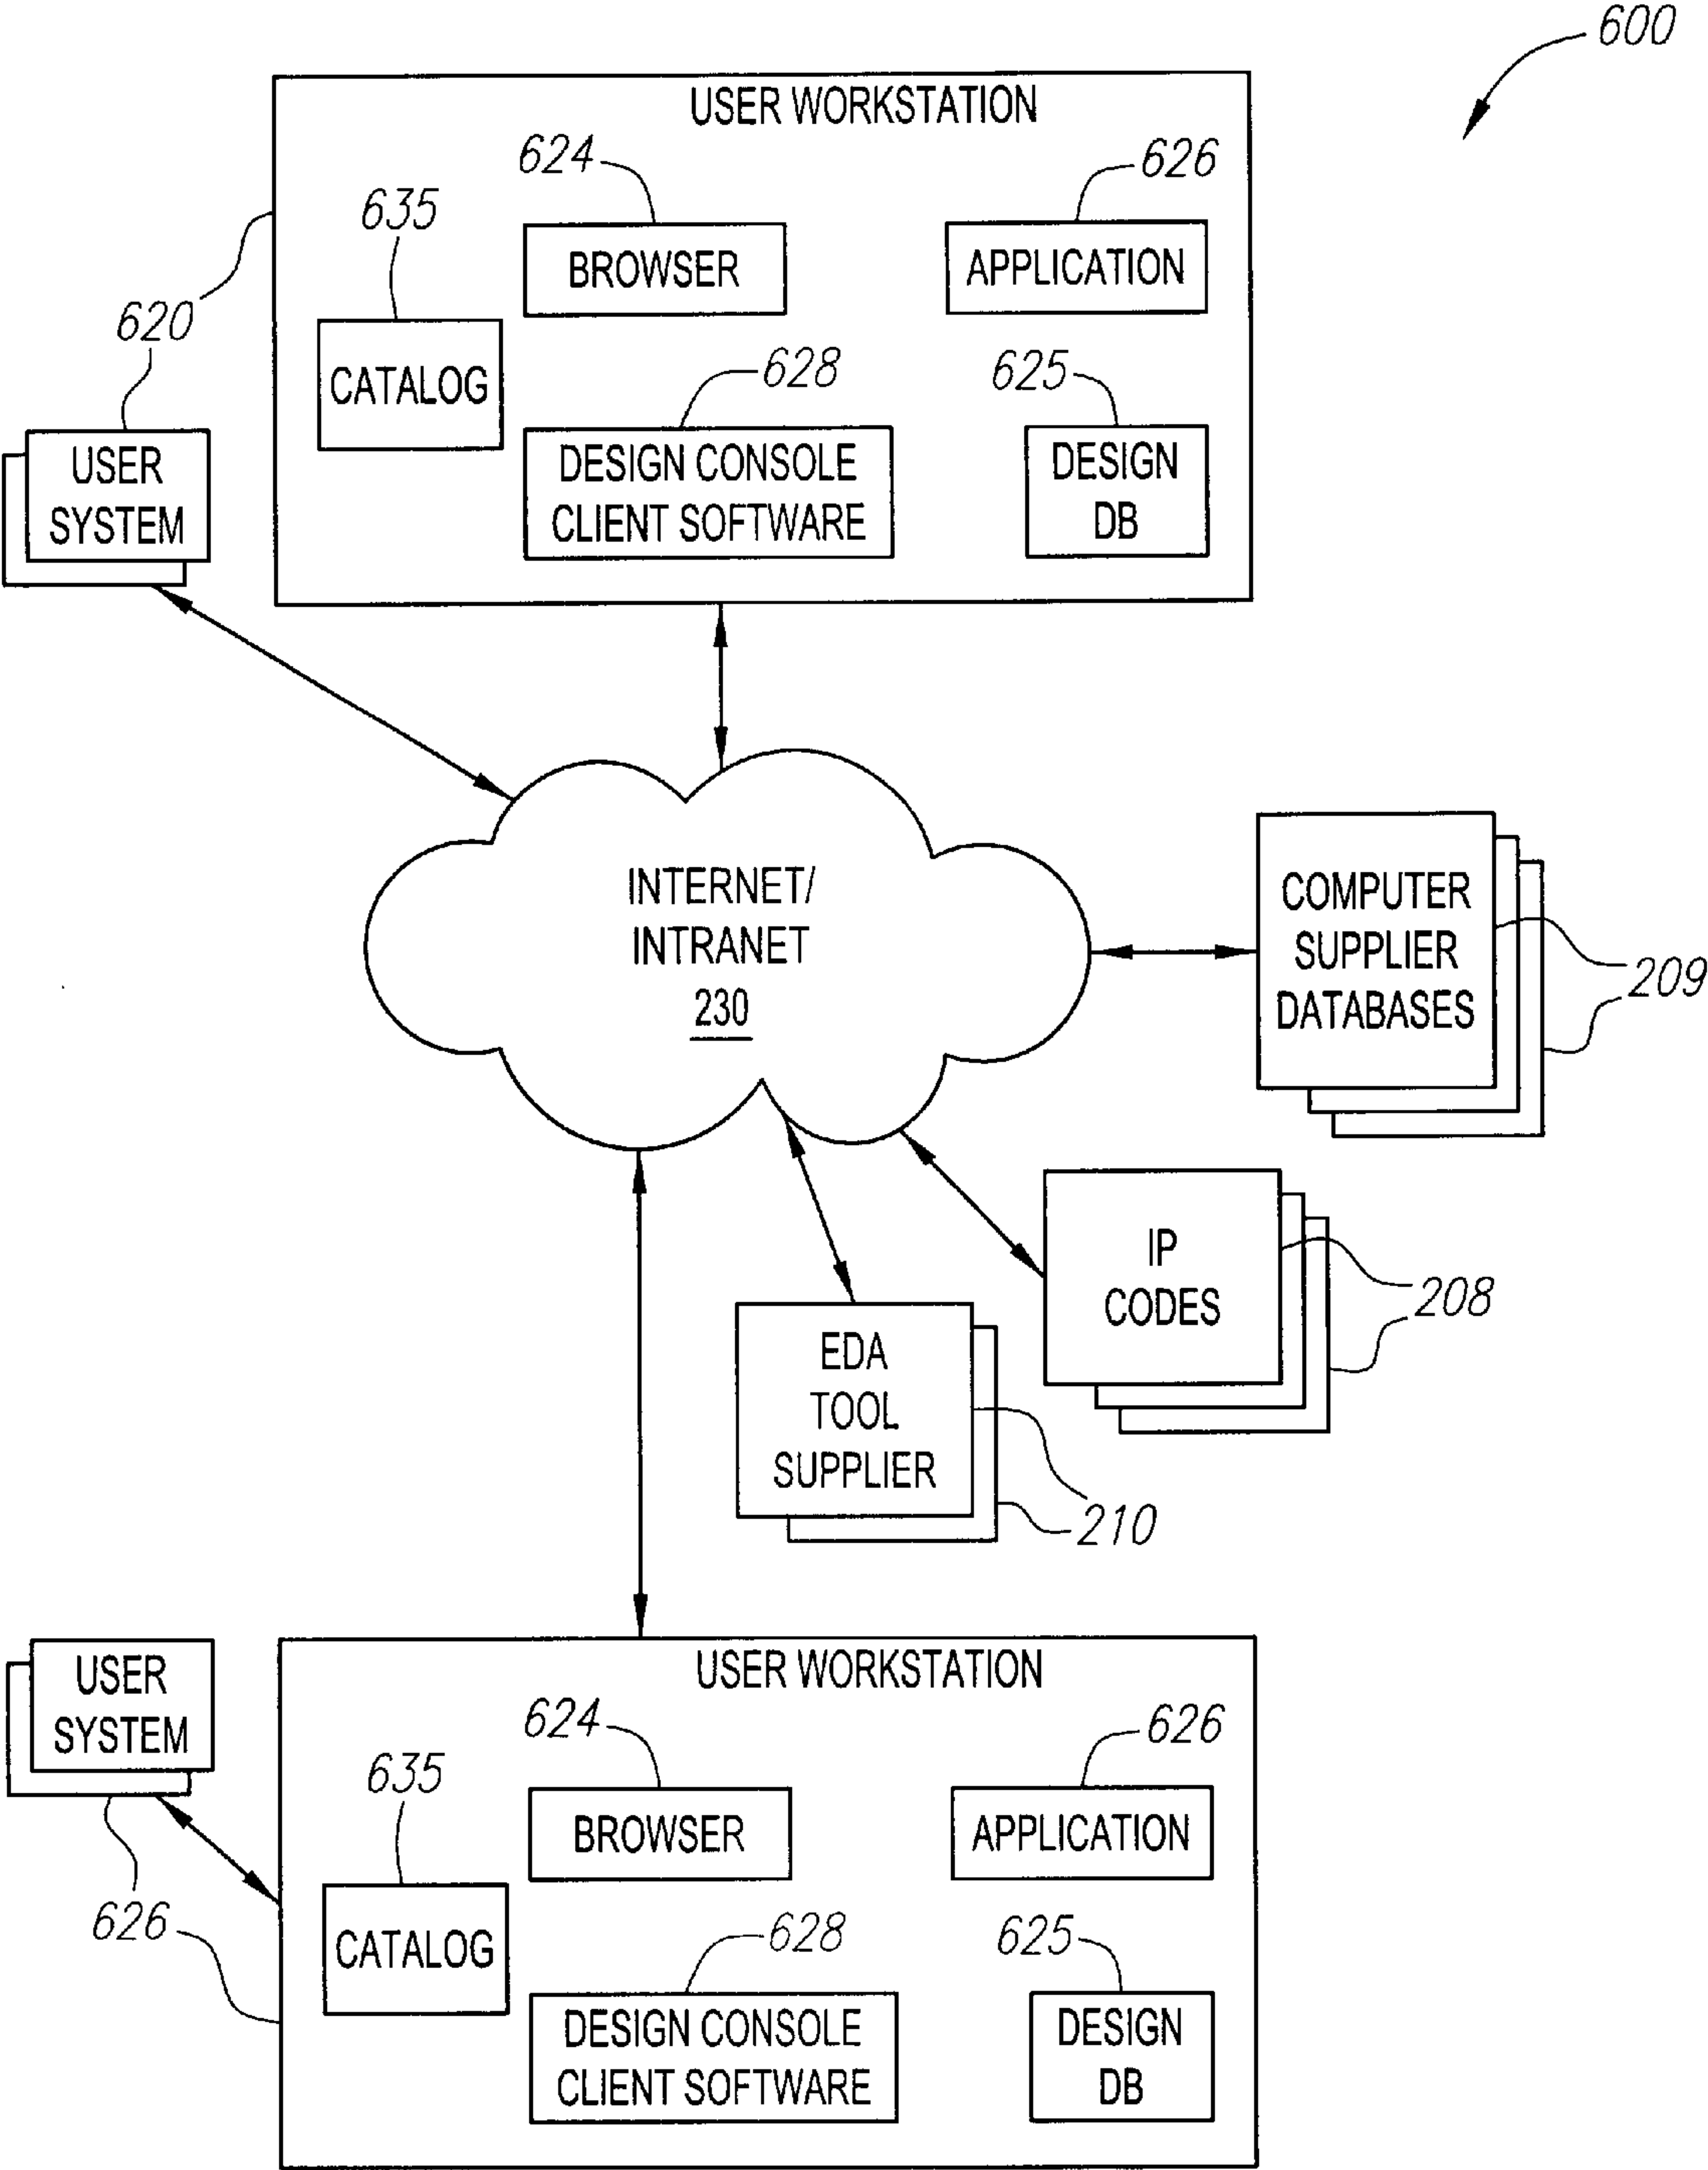 600
USER WORKSTATION
624
626
635
BROWSER
APPLICATION
620
CATALOG
628
625
USER
SYSTEM
DESIGN CONSOLE
CLIENT SOFTWARE
DESIGN
DB
INTERNET/
INTRANET
230
COMPUTER
SUPPLIER
DATABASES
209
IP
CODES
208
EDA
TOOL
SUPPLIER
210
USER
SYSTEM
USER WORKSTATION
624
626
635
BROWSER
APPLICATION
626
CATALOG
628
625
DESIGN CONSOLE
CLIENT SOFTWARE
DESIGN
DB